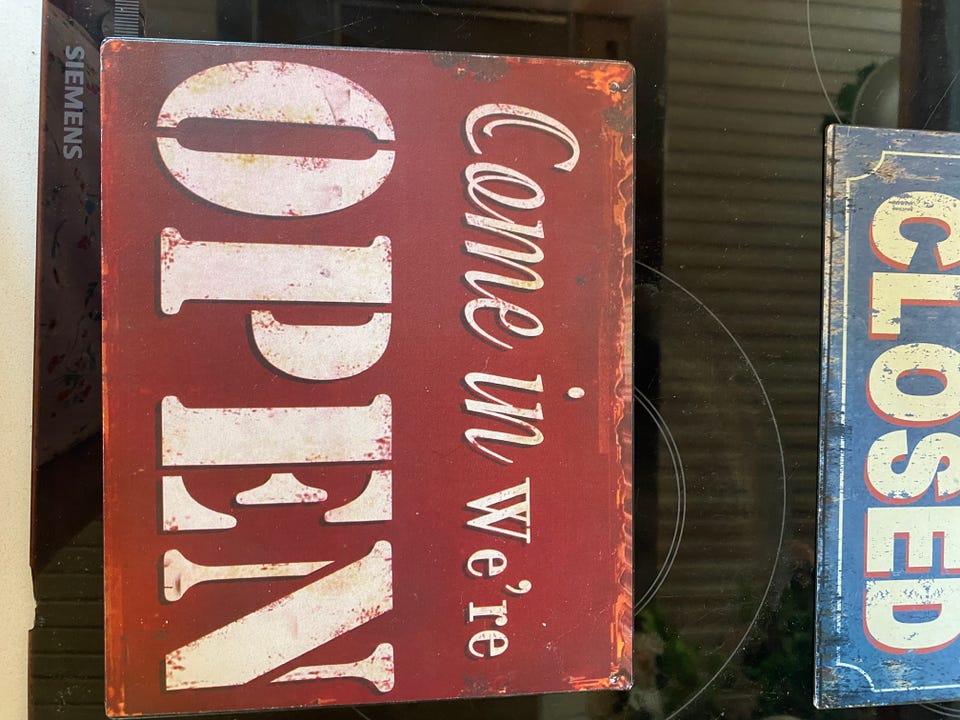 Come in We're
OPEN
CLOSED
SIEMENS